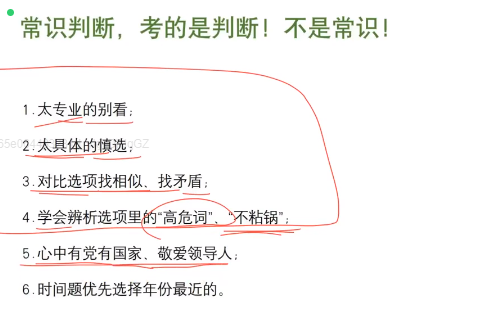 常识判断，考的是判断！不是常识！
1.太专业的别看；
2.太具体的慎选；
3.对比选项找相似、找矛盾；
4.学会辨析选项里的“高危词”、“不粘锅”；
5.心中有党有国家、敬爱领导人；
6.时间题优先选择年份最近的。